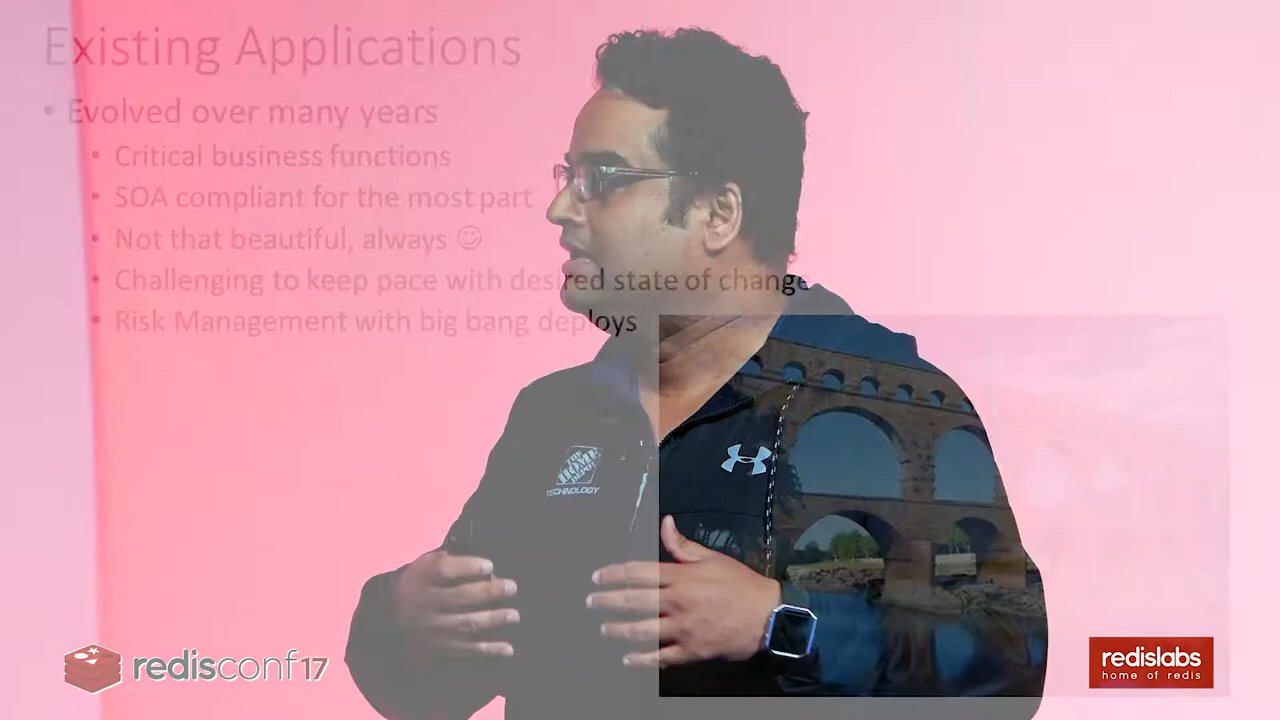 Existing Applications
• Evolved over many years
• Critical business functions
• SOA compliant for the most part
• Not that beautiful, always ☺
• Challenging to keep pace with desired state of change
• Risk Management with big bang deploys
THE
HOME
DEPOT
TECHNOLOGY
redisconf17
redislabs
home of redis